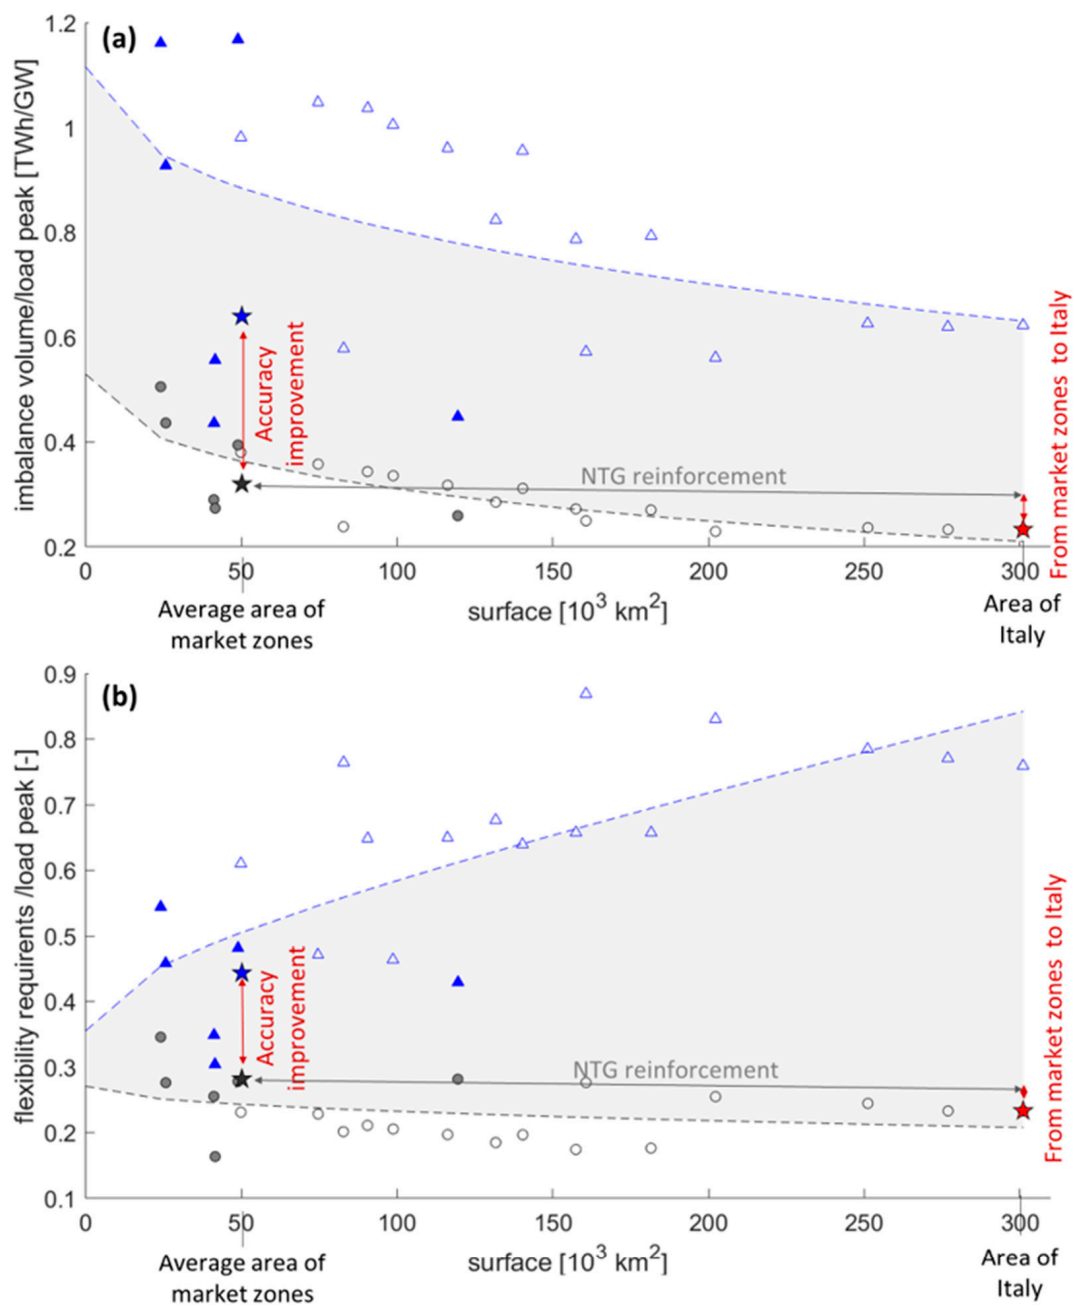 (a)
imbalance volume/load peak [TWh/GW]
1.2
1
0.8
0.6
0.4
0.2
Accuracy
improvement
NTG reinforcement
From market zones to Italy
0 50 100 150 200 250 300
surface [10³ km²]
Average area of
market zones
Area of
Italy
(b)
flexibility requirents /load peak [-]
0.9
0.8
0.7
0.6
0.5
0.4
0.3
0.2
0.1
Accuracy
improvement
NTG reinforcement
From market zones to Italy
0 50 100 150 200 250 300
surface [10³ km²]
Average area of
market zones
Area of
Italy